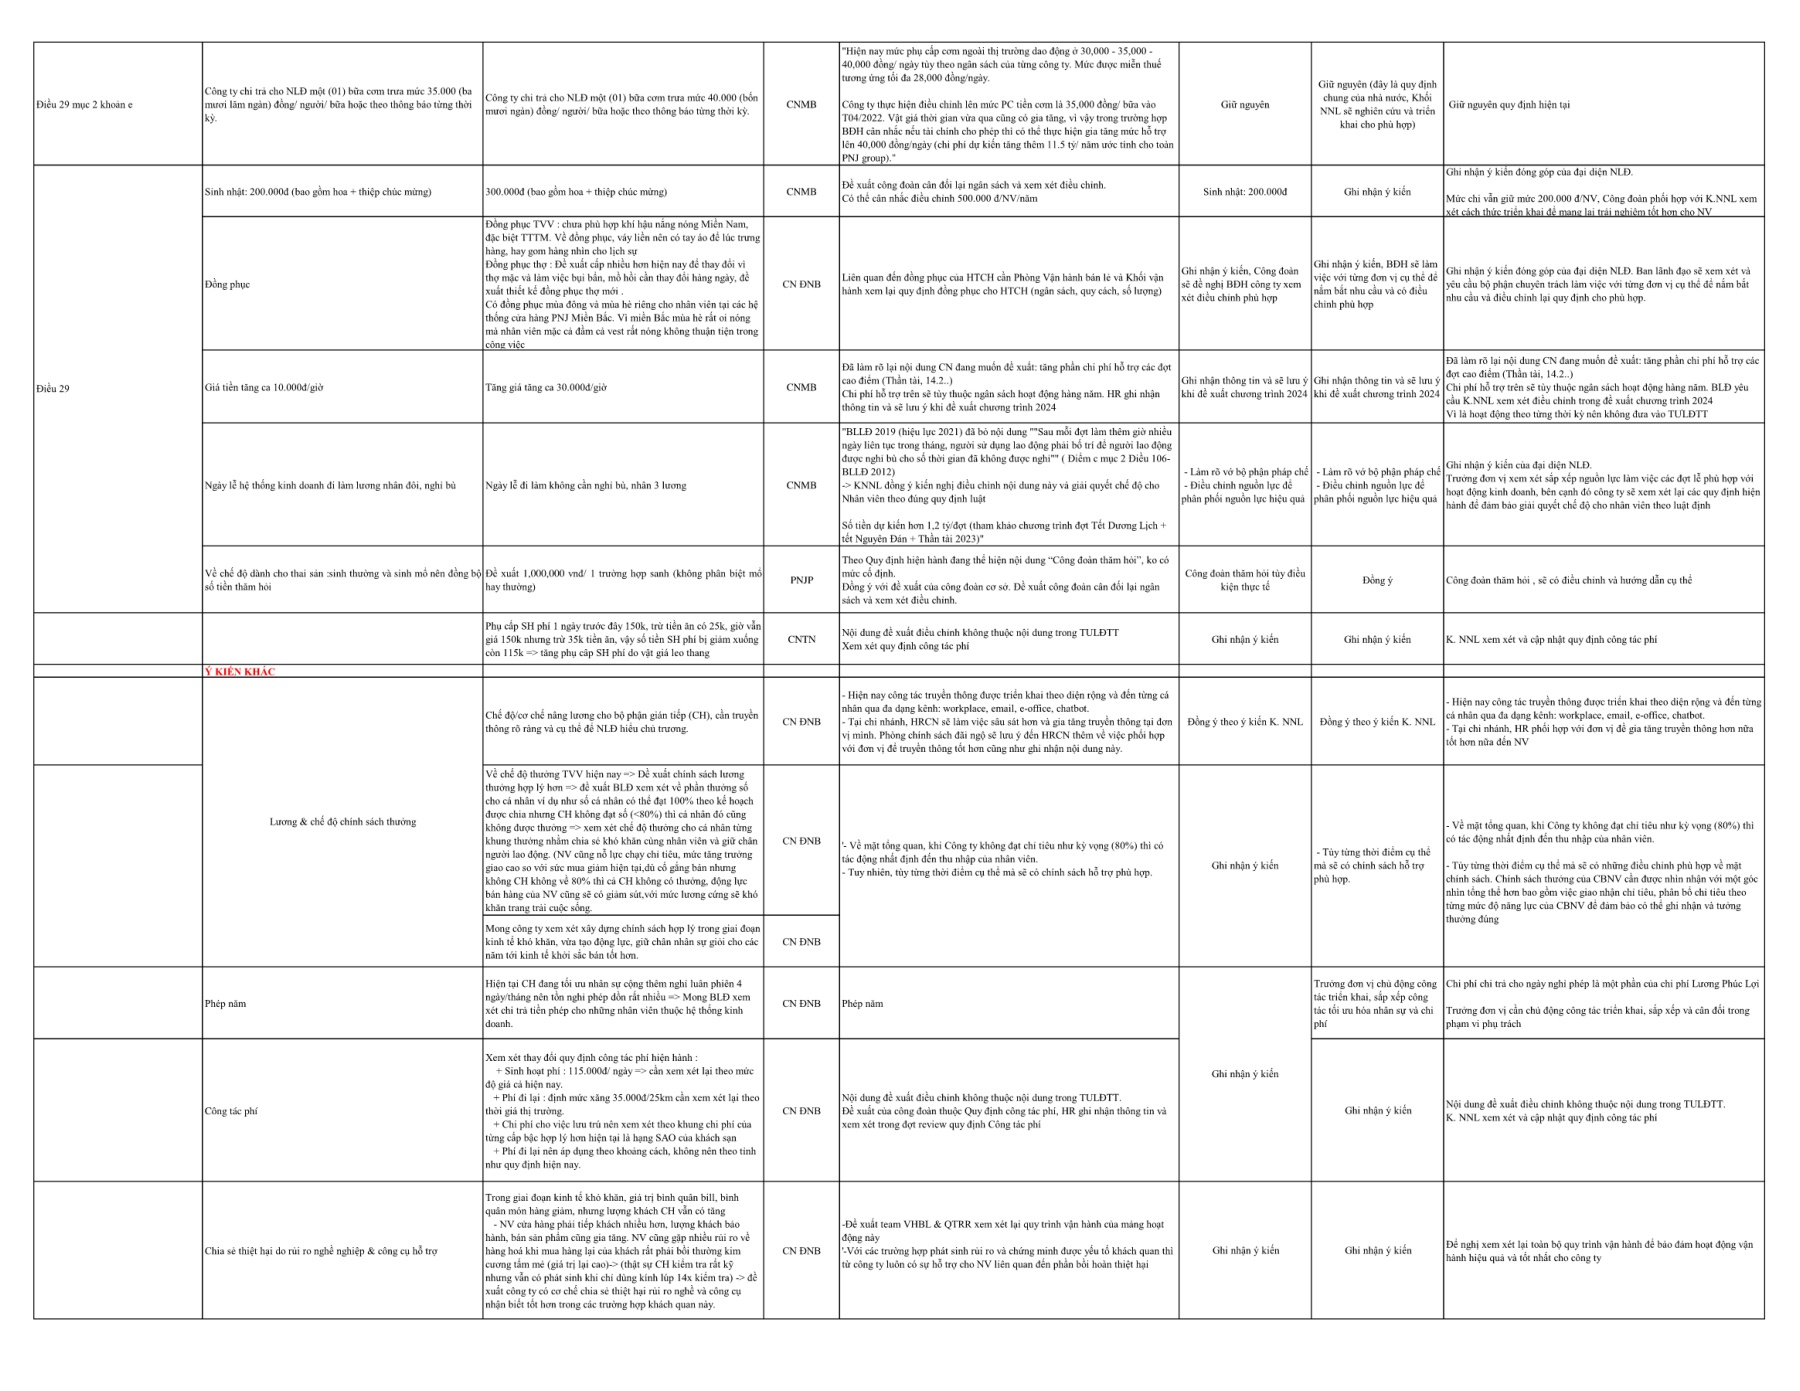 Điều 29 mục 2 khoản e
Công ty chi trả cho NLĐ một (01) bữa cơm trưa mức 35.000 (ba
mươi lăm ngàn) đồng/ người/ bữa hoặc theo thông báo từng thời
kỳ.
Công ty chi trả cho NLĐ một (01) bữa cơm trưa mức 40.000 (bốn
mươi ngàn) đồng/ người/ bữa hoặc theo thông báo từng thời kỳ.
CNMB
"Hiện nay mức phụ cấp cơm ngoài thị trường dao động ở 30,000 - 35,000 -
40,000 đồng/ ngày tùy theo ngân sách của từng công ty. Mức được miễn thuế
tương ứng tối đa 28,000 đồng/ngày.
Công ty thực hiện điều chỉnh lên mức PC tiền cơm là 35,000 đồng/ bữa vào
T04/2022. Vật giá thời gian vừa qua cũng có gia tăng, vì vậy trong trường hợp
BĐH cân nhắc nếu tài chính cho phép thì có thể thực hiện gia tăng mức hỗ trợ
lên 40,000 đồng/ngày (chi phí dự kiến tăng thêm 11.5 tỷ/ năm ước tính cho toàn
PNJ group)."
Giữ nguyên
Giữ nguyên (đây là quy định
chung của nhà nước, Khối
NNL sẽ nghiên cứu và triển
khai cho phù hợp)
Giữ nguyên quy định hiện tại
Điều 29
Sinh nhật: 200.000đ (bao gồm hoa + thiệp chúc mừng)
300.000đ (bao gồm hoa + thiệp chúc mừng)
CNMB
Đề xuất công đoàn cân đối lại ngân sách và xem xét điều chỉnh.
Có thể cân nhắc điều chỉnh 500.000 đ/NV/năm
Sinh nhật: 200.000đ
Ghi nhận ý kiến
Ghi nhận ý kiến đóng góp của đại diện NLĐ.
Mức chi vẫn giữ mức 200.000 đ/NV, Công đoàn phối hợp với K.NNL xem
xét cách thức triển khai để mang lại trải nghiệm tốt hơn cho NV
Đồng phục
Đồng phục TVV : chưa phù hợp khí hậu nắng nóng Miền Nam,
đặc biệt TTTM. Về đồng phục, váy liền nên có tay áo để lúc trưng
hàng, hay gom hàng nhìn cho lịch sự
Đồng phục thợ : Đề xuất cấp nhiều hơn hiện nay để thay đổi vì
thợ mặc và làm việc bụi bẩn, mồ hôi cần thay đổi hàng ngày, đề
xuất thiết kế đồng phục thợ mới .
Có đồng phục mùa đông và mùa hè riêng cho nhân viên tại các hệ
thống cửa hàng PNJ Miền Bắc. Vì miền Bắc mùa hè rất oi nóng
mà nhân viên mặc cả đầm cả vest rất nóng không thuận tiện trong
công việc
CN ĐNB
Liên quan đến đồng phục của HTCH cần Phòng Vận hành bán lẻ và Khối vận
hành xem lại quy định đồng phục cho HTCH (ngân sách, quy cách, số lượng)
Ghi nhận ý kiến, Công đoàn
sẽ đề nghị BĐH công ty xem
xét điều chỉnh phù hợp
Ghi nhận ý kiến, BĐH sẽ làm
việc với từng đơn vị cụ thể để
nắm bắt nhu cầu và có điều
chỉnh phù hợp
Ghi nhận ý kiến đóng góp của đại diện NLĐ. Ban lãnh đạo sẽ xem xét và
yêu cầu bộ phận chuyên trách làm việc với từng đơn vị cụ thể để nắm bắt
nhu cầu và điều chỉnh lại quy định cho phù hợp.
Giá tiền tăng ca 10.000đ/giờ
Tăng giá tăng ca 30.000đ/giờ
CNMB
Đã làm rõ lại nội dung CN đang muốn đề xuất: tăng phần chi phí hỗ trợ các đợt
cao điểm (Thần tài, 14.2..)
Chi phí hỗ trợ trên sẽ tùy thuộc ngân sách hoạt động hàng năm. HR ghi nhận
thông tin và sẽ lưu ý khi đề xuất chương trình 2024
Ghi nhận thông tin và sẽ lưu ý
khi đề xuất chương trình 2024
Ghi nhận thông tin và sẽ lưu ý
khi đề xuất chương trình 2024
Đã làm rõ lại nội dung CN đang muốn đề xuất: tăng phần chi phí hỗ trợ các
đợt cao điểm (Thần tài, 14.2..)
Chi phí hỗ trợ trên sẽ tùy thuộc ngân sách hoạt động hàng năm. BLĐ yêu
cầu K.NNL xem xét điều chỉnh trong đề xuất chương trình 2024
Vì là hoạt động theo từng thời kỳ nên không đưa vào TƯLĐTT
Ngày lễ hệ thống kinh doanh đi làm lương nhân đôi, nghỉ bù
Ngày lễ đi làm không cần nghỉ bù, nhân 3 lương
CNMB
"BLLĐ 2019 (hiệu lực 2021) đã bỏ nội dung ""Sau mỗi đợt làm thêm giờ nhiều
ngày liên tục trong tháng, người sử dụng lao động phải bố trí để người lao động
được nghỉ bù cho số thời gian đã không được nghỉ"" ( Điểm c mục 2 Điều 106-
BLLĐ 2012)
-> KNNL đồng ý kiến nghị điều chỉnh nội dung này và giải quyết chế độ cho
Nhân viên theo đúng quy định luật
Số tiền dự kiến hơn 1,2 tỷ/đợt (tham khảo chương trình đợt Tết Dương Lịch +
tết Nguyên Đán + Thần tài 2023)"
- Làm rõ vớ bộ phận pháp chế
- Điều chỉnh nguồn lực để
phân phối nguồn lực hiệu quả
- Làm rõ vớ bộ phận pháp chế
- Điều chỉnh nguồn lực để
phân phối nguồn lực hiệu quả
Ghi nhận ý kiến của đại diện NLĐ.
Trưởng đơn vị xem xét sắp xếp nguồn lực làm việc các đợt lễ phù hợp với
hoạt động kinh doanh, bên cạnh đó công ty sẽ xem xét lại các quy định hiện
hành để đảm bảo giải quyết chế độ cho nhân viên theo luật định
Về chế độ dành cho thai sản :sinh thường và sinh mổ nên đồng bộ
số tiền thăm hỏi
Đề xuất 1,000,000 vnđ/ 1 trường hợp sanh (không phân biệt mổ
hay thường)
PNJP
Theo Quy định hiện hành đang thể hiện nội dung “Công đoàn thăm hỏi”, ko có
mức cố định.
Đồng ý với đề xuất của công đoàn cơ sở. Đề xuất công đoàn cân đối lại ngân
sách và xem xét điều chỉnh.
Công đoàn thăm hỏi tùy điều
kiện thực tế
Đồng ý
Công đoàn thăm hỏi , sẽ có điều chỉnh và hướng dẫn cụ thể
Phụ cấp SH phí 1 ngày trước đây 150k, trừ tiền ăn có 25k, giờ vẫn
giá 150k nhưng trừ 35k tiền ăn, vậy số tiền SH phí bị giảm xuống
còn 115k => tăng phụ câp SH phí do vật giá leo thang
CNTN
Nội dung đề xuất điều chỉnh không thuộc nội dung trong TƯLĐTT
Xem xét quy định công tác phí
Ghi nhận ý kiến
Ghi nhận ý kiến
K. NNL xem xét và cập nhật quy định công tác phí
Ý KIẾN KHÁC
Lương & chế độ chính sách thưởng
Chế độ/cơ chế nâng lương cho bộ phận gián tiếp (CH), cần truyền
thông rõ ràng và cụ thể để NLĐ hiểu chủ trương.
CN ĐNB
- Hiện nay công tác truyền thông được triển khai theo diện rộng và đến từng cá
nhân qua đa dạng kênh: workplace, email, e-office, chatbot.
- Tại chi nhánh, HRCN sẽ làm việc sâu sát hơn và gia tăng truyền thông tại đơn
vị mình. Phòng chính sách đãi ngộ sẽ lưu ý đến HRCN thêm về việc phối hợp
với đơn vị để truyền thông tốt hơn cũng như ghi nhận nội dung này.
Đồng ý theo ý kiến K. NNL
Đồng ý theo ý kiến K. NNL
- Hiện nay công tác truyền thông được triển khai theo diện rộng và đến từng
cá nhân qua đa dạng kênh: workplace, email, e-office, chatbot.
- Tại chi nhánh, HR phối hợp với đơn vị để gia tăng truyền thông hơn nữa
tốt hơn nữa đến NV
Về chế độ thưởng TVV hiện nay => Đề xuất chính sách lương
thưởng hợp lý hơn => đề xuất BLĐ xem xét về phần thưởng số
cho cá nhân ví dụ như số cá nhân có thể đạt 100% theo kế hoạch
được chia nhưng CH không đạt số (<80%) thì cá nhân đó cũng
không được thưởng => xem xét chế độ thưởng cho cá nhân từng
khung thưởng nhằm chia sẻ khó khăn cùng nhân viên và giữ chân
người lao động. (NV cũng nỗ lực chạy chỉ tiêu, mức tăng trưởng
giao cao so với sức mua giảm hiện tại,dù cố gắng bán nhưng
không CH không về 80% thì cả CH không có thưởng, động lực
bán hàng của NV cũng sẽ có giảm sút,với mức lương cứng sẽ khó
khăn trang trải cuộc sống.
CN ĐNB
'- Về mặt tổng quan, khi Công ty không đạt chỉ tiêu như kỳ vọng (80%) thì có
tác động nhất định đến thu nhập của nhân viên.
- Tuy nhiên, tùy từng thời điểm cụ thể mà sẽ có chính sách hỗ trợ phù hợp.
Ghi nhận ý kiến
- Tùy từng thời điểm cụ thể
mà sẽ có chính sách hỗ trợ
phù hợp.
- Về mặt tổng quan, khi Công ty không đạt chỉ tiêu như kỳ vọng (80%) thì
có tác động nhất định đến thu nhập của nhân viên.
- Tùy từng thời điểm cụ thể mà sẽ có những điều chỉnh phù hợp về mặt
chính sách. Chính sách thưởng của CBNV cần được nhìn nhận với một góc
nhìn tổng thể hơn bao gồm việc giao nhận chỉ tiêu, phân bổ chỉ tiêu theo
từng mức độ năng lực của CBNV để đảm bảo có thể ghi nhận và tưởng
thưởng đúng
Mong công ty xem xét xây dựng chính sách hợp lý trong giai đoạn
kinh tế khó khăn, vừa tạo động lực, giữ chân nhân sự giỏi cho các
năm tới kinh tế khởi sắc bán tốt hơn.
CN ĐNB
Phép năm
Hiện tại CH đang tối ưu nhân sự cộng thêm nghỉ luân phiên 4
ngày/tháng nên tồn nghỉ phép dồn rất nhiều => Mong BLĐ xem
xét chi trả tiền phép cho những nhân viên thuộc hệ thống kinh
doanh.
CN ĐNB
Phép năm
Ghi nhận ý kiến
Trưởng đơn vị chủ động công
tác triển khai, sắp xếp công
tác tối ưu hóa nhân sự và chi
phí
Chi phí chi trả cho ngày nghỉ phép là một phần của chi phí Lương Phúc Lợi
Trưởng đơn vị cần chủ động công tác triển khai, sắp xếp và cân đối trong
phạm vi phụ trách
Công tác phí
Xem xét thay đổi quy định công tác phí hiện hành :
+ Sinh hoạt phí : 115.000đ/ ngày => cần xem xét lại theo mức
độ giá cả hiện nay.
+ Phí đi lại : định mức xăng 35.000đ/25km cần xem xét lại theo
thời giá thị trường.
+ Chi phí cho việc lưu trú nên xem xét theo khung chi phí của
từng cấp bậc hợp lý hơn hiện tại là hạng SAO của khách sạn
+ Phí đi lại nên áp dụng theo khoảng cách, không nên theo tỉnh
như quy định hiện nay.
CN ĐNB
Nội dung đề xuất điều chỉnh không thuộc nội dung trong TƯLĐTT.
Đề xuất của công đoàn thuộc Quy định công tác phí, HR ghi nhận thông tin và
xem xét trong đợt review quy định Công tác phí
Ghi nhận ý kiến
Nội dung đề xuất điều chỉnh không thuộc nội dung trong TƯLĐTT.
K. NNL xem xét và cập nhật quy định công tác phí
Chia sẻ thiệt hại do rủi ro nghề nghiệp & công cụ hỗ trợ
Trong giai đoạn kinh tế khó khăn, giá trị bình quân bill, bình
quân món hàng giảm, nhưng lượng khách CH vẫn có tăng
- NV cửa hàng phải tiếp khách nhiều hơn, lượng khách bảo
hành, bán sản phẩm cũng gia tăng. NV cũng gặp nhiều rủi ro về
hàng hoá khi mua hàng lại của khách rất phải bồi thường kim
cương tấm mẻ (giá trị lại cao)-> (thật sự CH kiểm tra rất kỹ
nhưng vẫn có phát sinh khi chỉ dùng kính lúp 14x kiểm tra) -> đề
xuất công ty có cơ chế chia sẻ thiệt hại rủi ro nghề và công cụ
nhận biết tốt hơn trong các trường hợp khách quan này.
CN ĐNB
-Đề xuất team VHBL & QTRR xem xét lại quy trình vận hành của mảng hoạt
động này
'-Với các trường hợp phát sinh rủi ro và chứng minh được yếu tố khách quan thì
từ công ty luôn có sự hỗ trợ cho NV liên quan đến phần bồi hoàn thiệt hại
Ghi nhận ý kiến
Ghi nhận ý kiến
Đề nghị xem xét lại toàn bộ quy trình vận hành để bảo đảm hoạt động vận
hành hiệu quả và tốt nhất cho công ty